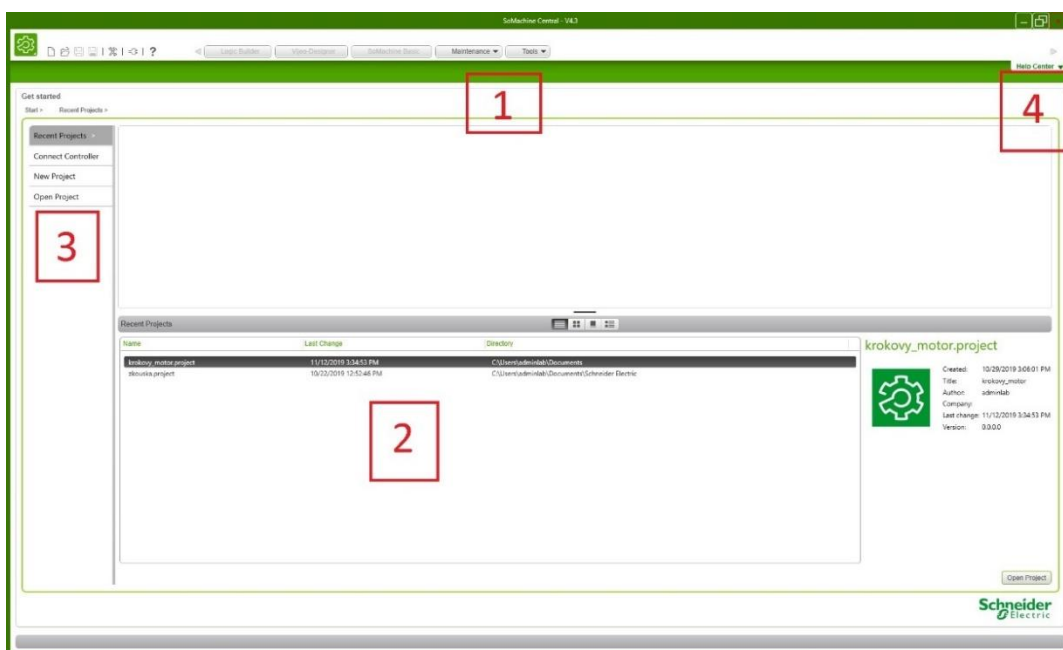 SoMachine Central - V4.3
? Logic Builder View-Designer SoMachine Basic Maintenance Tools
Help Center
Get started
Start Recent Projects
1
4
Recent Projects
Connect Controller
New Project
Open Project
3
Recent Projects
Name Last Change Directory
krokovy_motor.project 11/12/2019 3:34:53 PM C:\Users\adminlab\Documents
zkouska.project 10/22/2019 12:52:46 PM C:\Users\adminlab\Documents\Schneider Electric
2
krokovy_motor.project
Created: 10/29/2019 3:06:01 PM
Title: krokovy_motor
Author: adminlab
Company:
Last change: 11/12/2019 3:34:53 PM
Version: 0.0.0.0
Open Project
Schneider
Electric